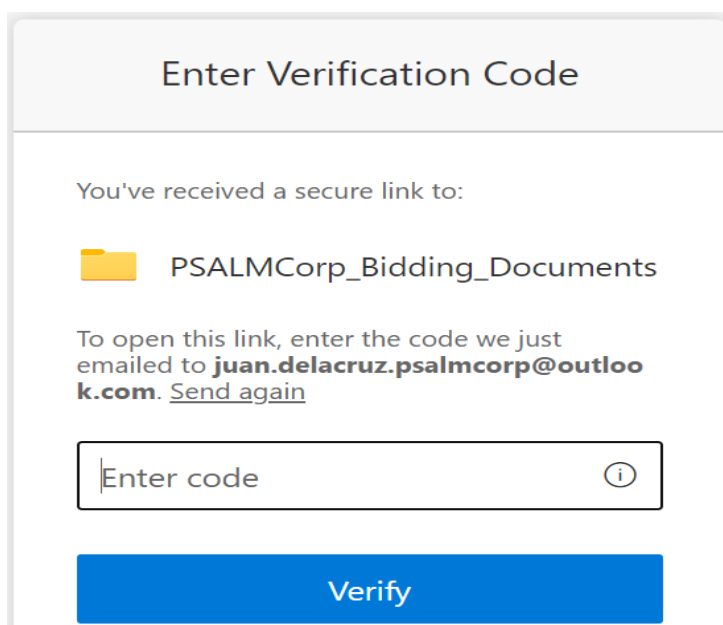 Enter Verification Code
You've received a secure link to:
PSALMCorp_Bidding_Documents
To open this link, enter the code we just
emailed to juan.delacruz.psalmcorp@outloo
k.com. Send again
Enter code
Verify